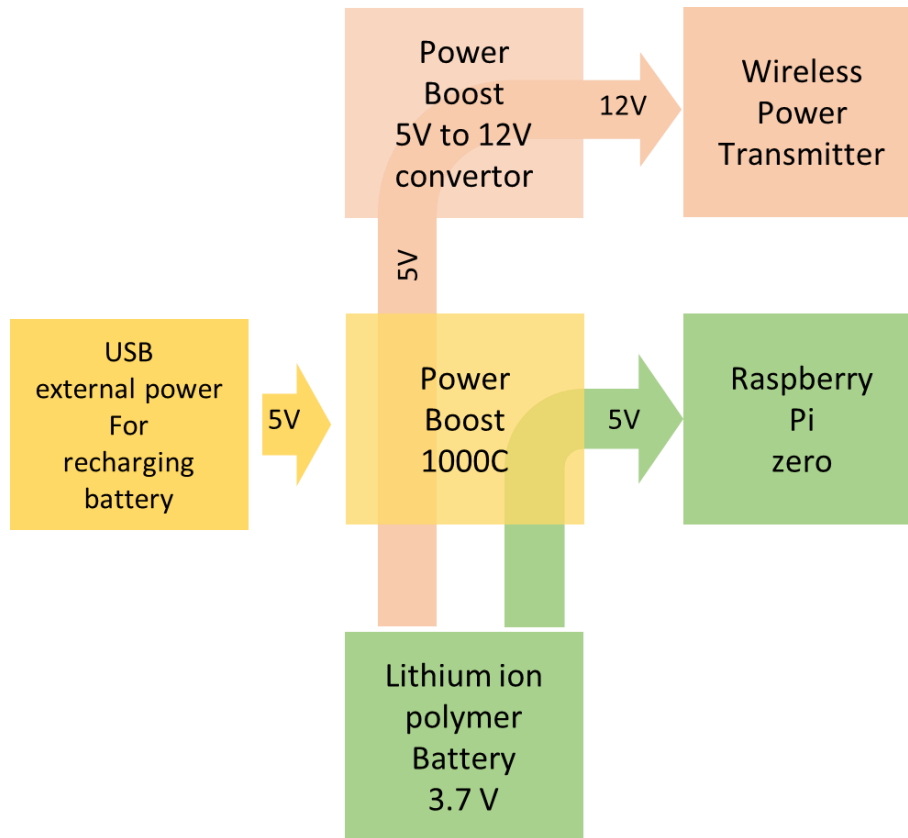 Power
Boost
5V to 12V
convertor
12V
Wireless
Power
Transmitter
5V
USB
external power
For
recharging
battery
5V
Power
Boost
1000C
5V
Raspberry
Pi
zero
Lithium ion
polymer
Battery
3.7 V